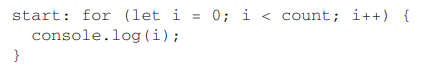 start: for (let i = 0; i < count; i++) {
  console.log(i);
}